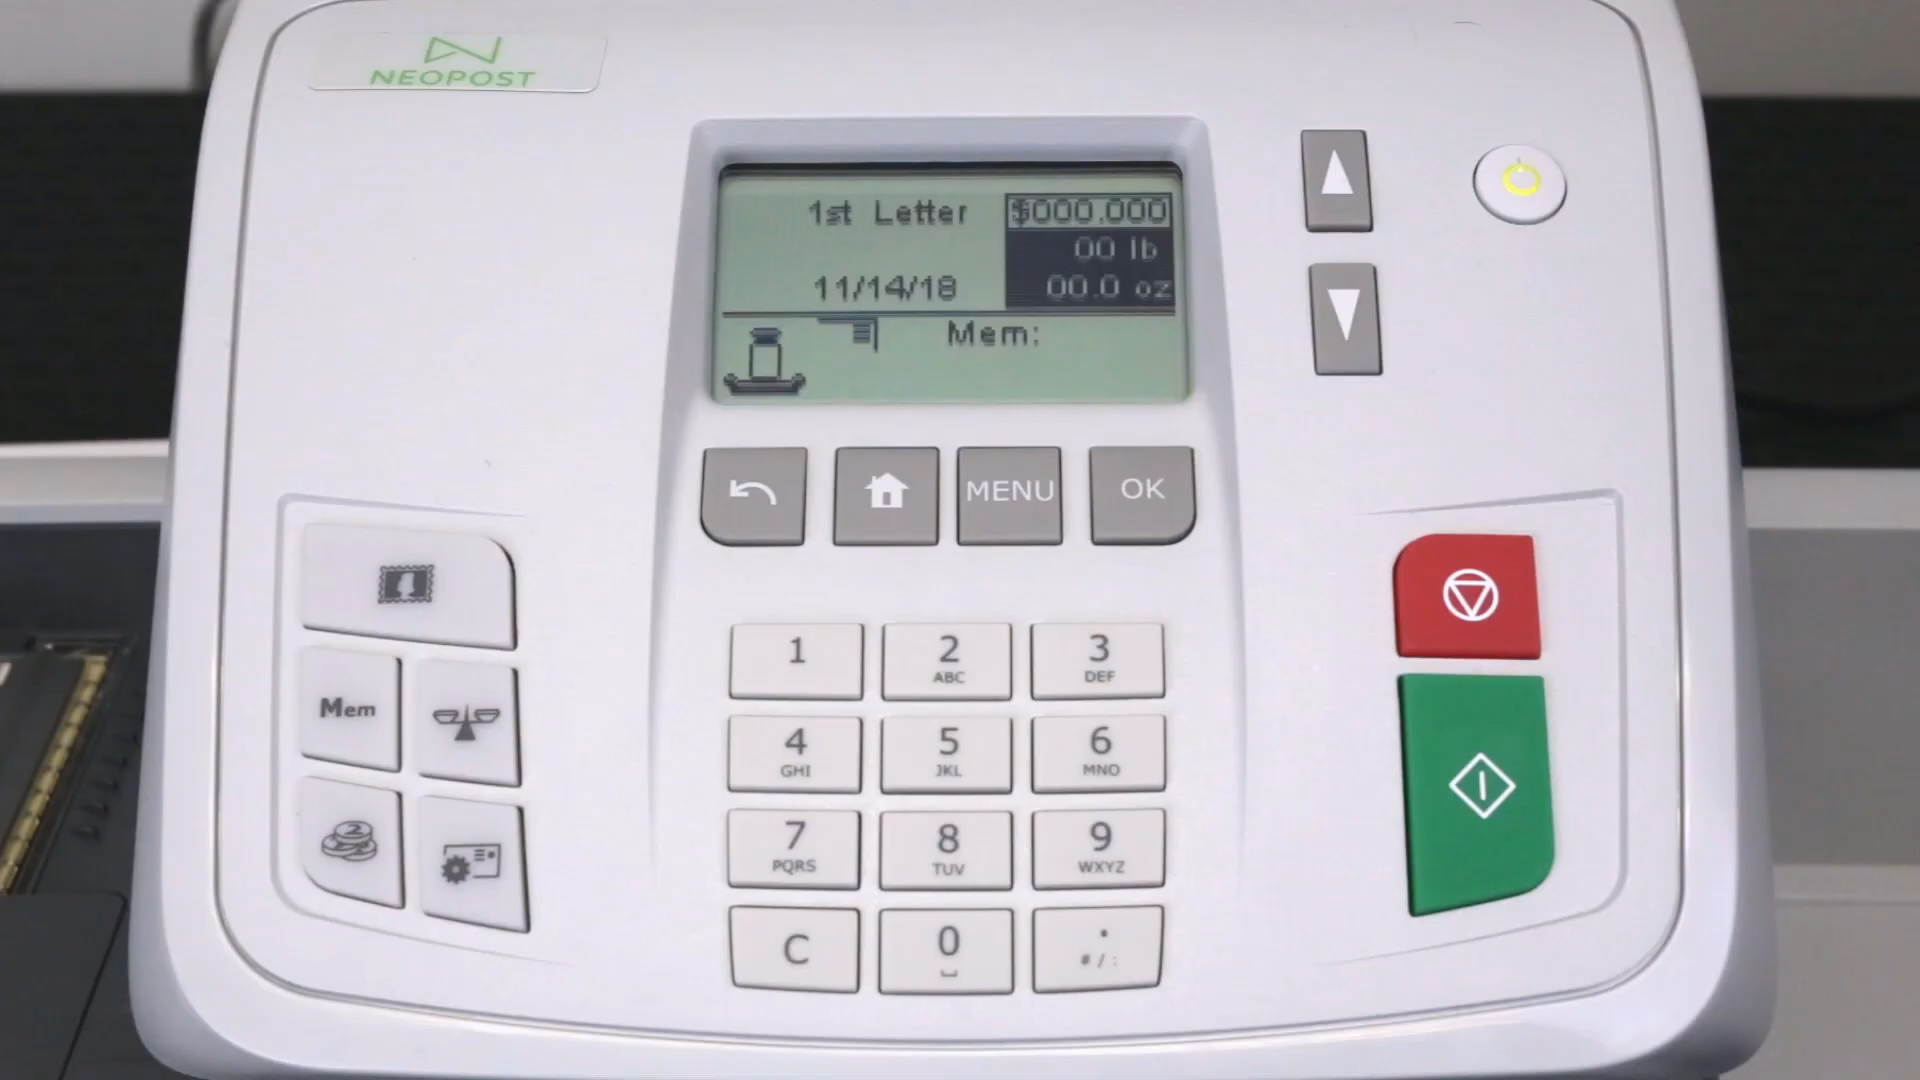 NEOPOST
1st Letter $000.000
00 lb
11/14/18 00.0 oz
Mem:
MENU OK
1 2 3
ABC DEF
Mem
4 5 6
GHI JKL MNO
7 8 9
PQRS TUV WXYZ
2
C 0 .
# / :